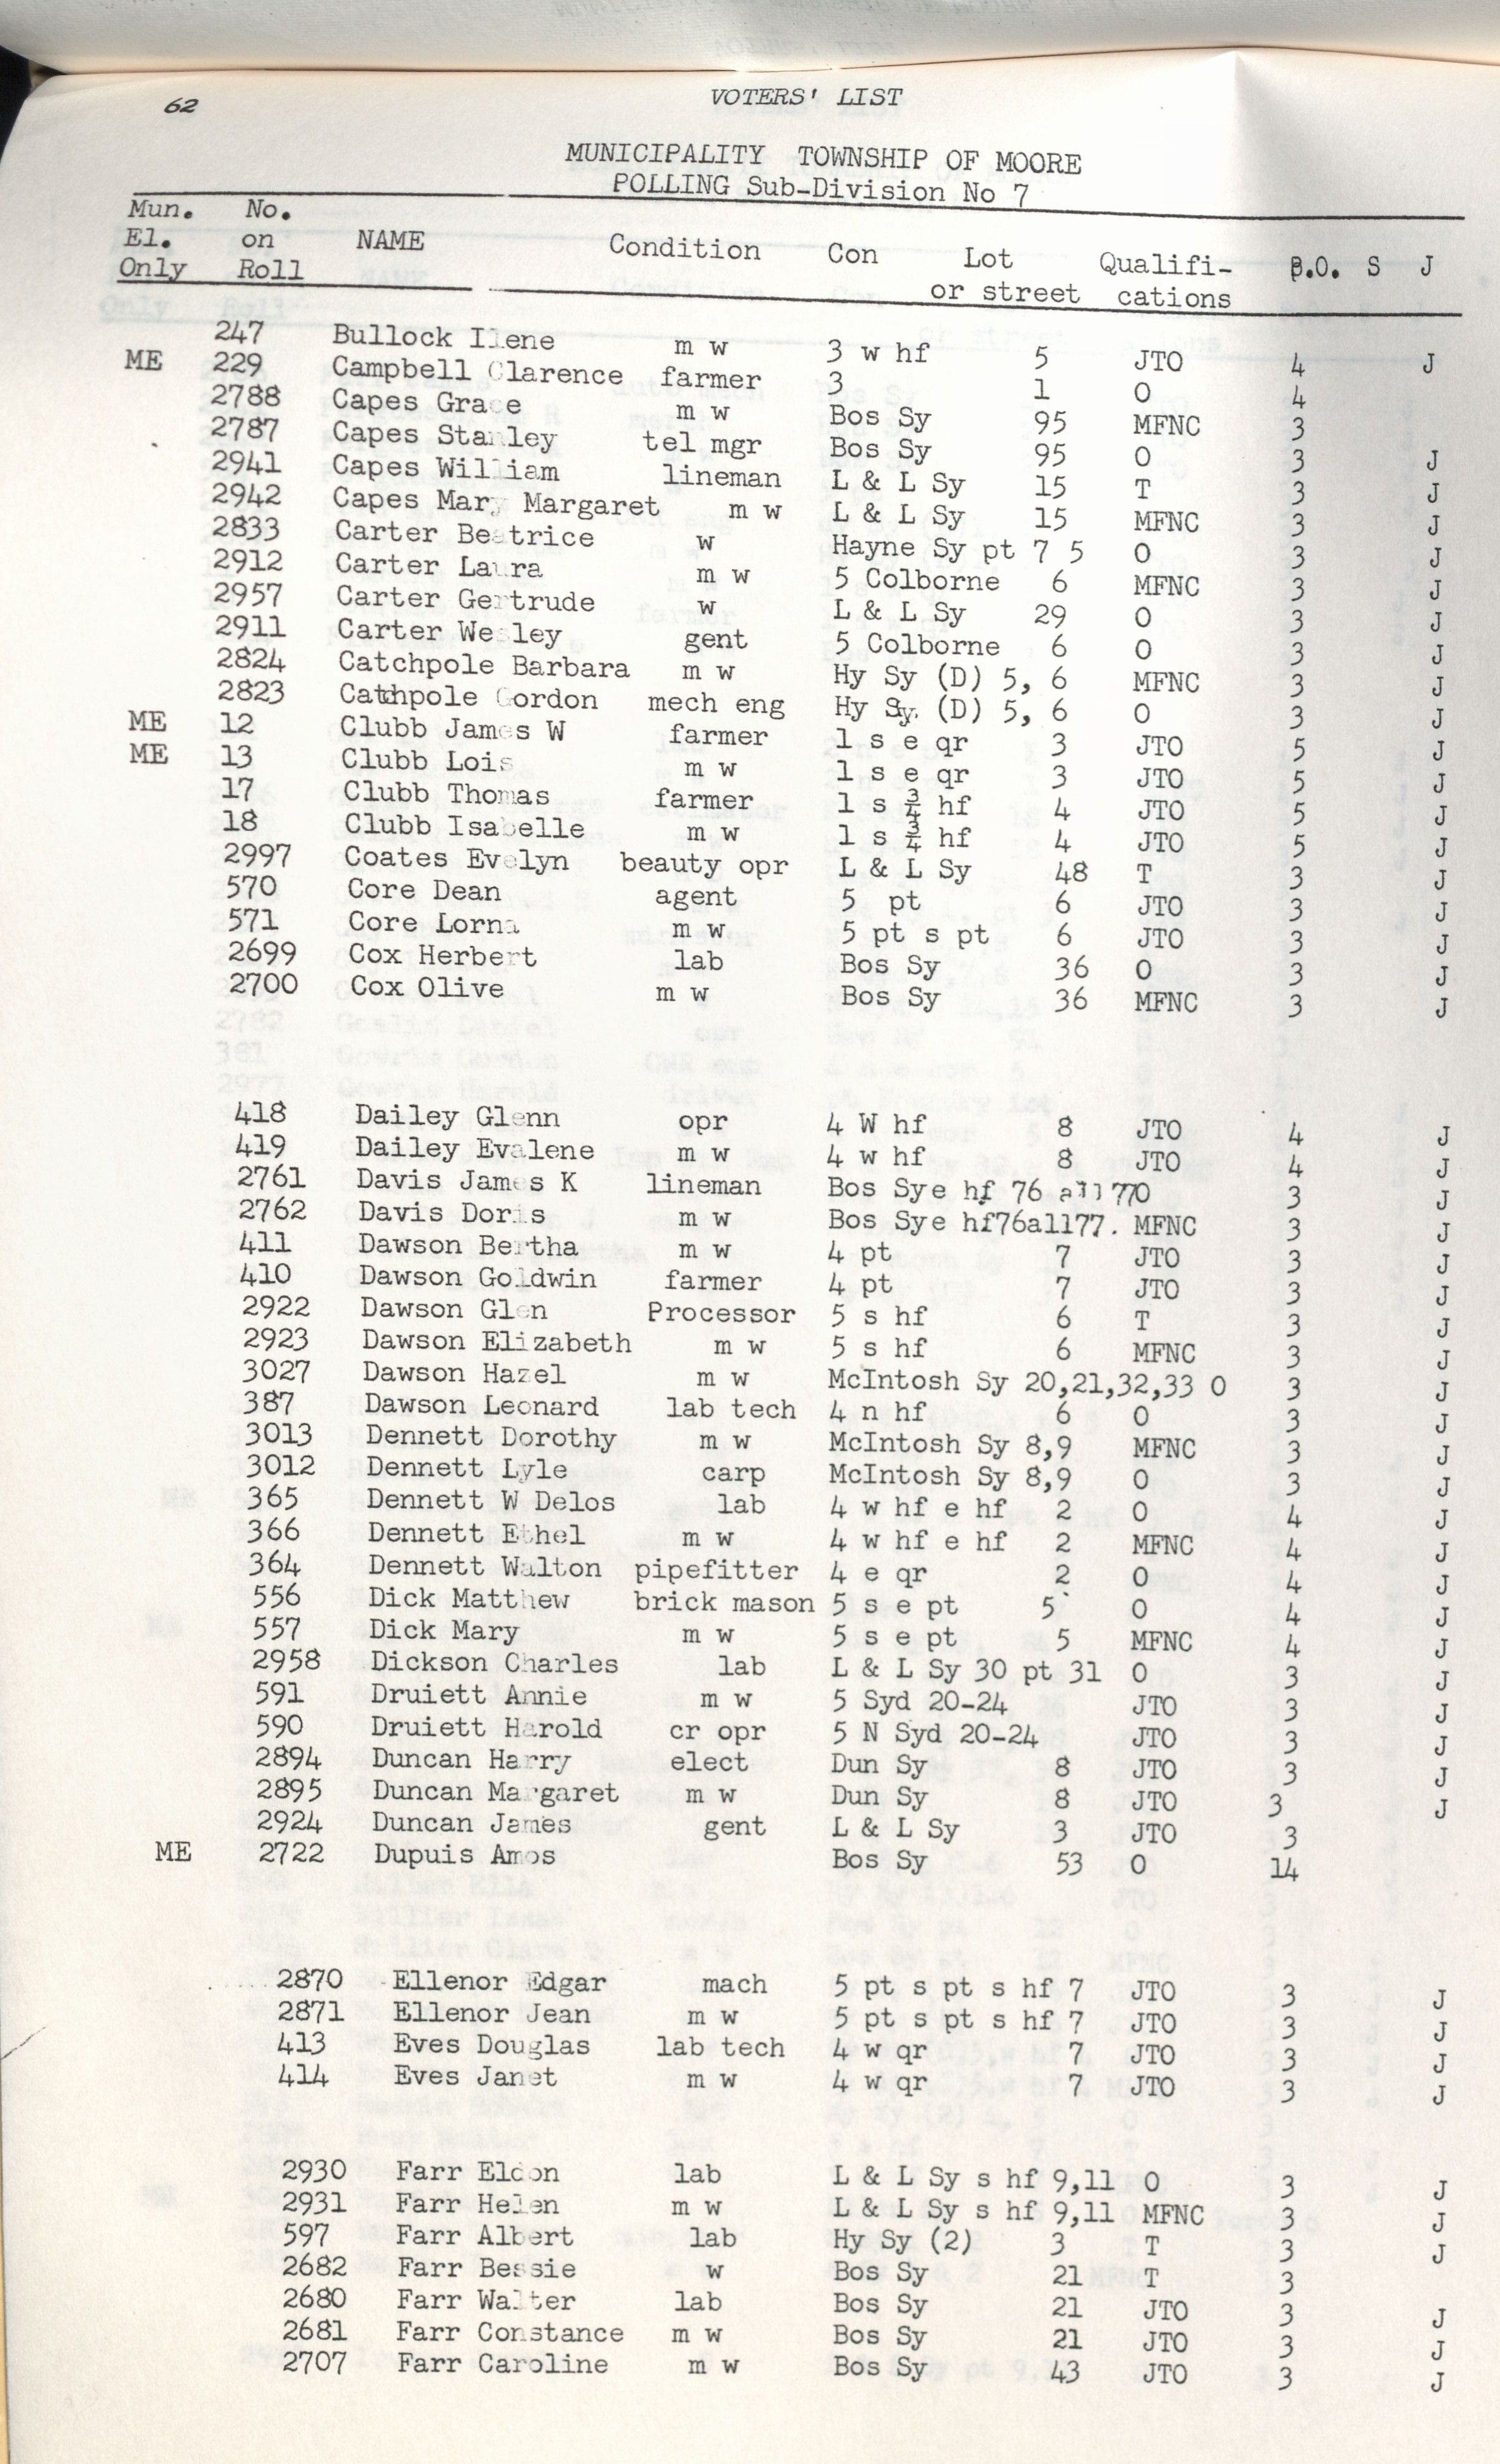 62
VOTERS' LIST
MUNICIPALITY TOWNSHIP OF MOORE
POLLING Sub-Division No 7
Mun. No.
El. on NAME Condition Con Lot Qualifi- P.O. S J
Only Roll or street cations
247 Bullock Ilene m w 3 w hf 5 JTO 4 J
ME 229 Campbell Clarence farmer 3 1 O 4
2788 Capes Grace m w Bos Sy 95 MFNC 3
2787 Capes Stanley tel mgr Bos Sy 95 O 3 J
2941 Capes William lineman L & L Sy 15 T 3 J
2942 Capes Mary Margaret m w L & L Sy 15 MFNC 3 J
2833 Carter Beatrice w Hayne Sy pt 7 5 O 3 J
2912 Carter Laura m w 5 Colborne 6 MFNC 3 J
2957 Carter Gertrude w L & L Sy 29 O 3 J
2911 Carter Wesley gent 5 Colborne 6 O 3 J
2824 Catchpole Barbara m w Hy Sy (D) 5, 6 MFNC 3 J
2823 Catchpole Gordon mech eng Hy Sy. (D) 5, 6 O 3 J
ME 12 Clubb James W farmer 1 s e qr 3 JTO 5 J
ME 13 Clubb Lois m w 1 s e qr 3 JTO 5 J
17 Clubb Thomas farmer 1 s ¾ hf 4 JTO 5 J
18 Clubb Isabelle m w 1 s ¾ hf 4 JTO 5 J
2997 Coates Evelyn beauty opr L & L Sy 48 T 3 J
570 Core Dean agent 5 pt 6 JTO 3 J
571 Core Lorna m w 5 pt s pt 6 JTO 3 J
2699 Cox Herbert lab Bos Sy 36 O 3 J
2700 Cox Olive m w Bos Sy 36 MFNC 3 J
418 Dailey Glenn opr 4 W hf 8 JTO 4 J
419 Dailey Evalene m w 4 w hf 8 JTO 4 J
2761 Davis James K lineman Bos Sye hf 76 all 77O 3 J
2762 Davis Doris m w Bos Sye hf76all77. MFNC 3 J
411 Dawson Bertha m w 4 pt 7 JTO 3 J
410 Dawson Goldwin farmer 4 pt 7 JTO 3 J
2922 Dawson Glen Processor 5 s hf 6 T 3 J
2923 Dawson Elizabeth m w 5 s hf 6 MFNC 3 J
3027 Dawson Hazel m w McIntosh Sy 20,21,32,33 O 3 J
387 Dawson Leonard lab tech 4 n hf 6 O 3 J
3013 Dennett Dorothy m w McIntosh Sy 8,9 MFNC 3 J
3012 Dennett Lyle carp McIntosh Sy 8,9 O 3 J
365 Dennett W Delos lab 4 w hf e hf 2 O 4 J
366 Dennett Ethel m w 4 w hf e hf 2 MFNC 4 J
364 Dennett Walton pipefitter 4 e qr 2 O 4 J
556 Dick Matthew brick mason 5 s e pt 5 O 4 J
557 Dick Mary m w 5 s e pt 5 MFNC 4 J
2958 Dickson Charles lab L & L Sy 30 pt 31 O 3 J
591 Druiett Annie m w 5 Syd 20-24 JTO 3 J
590 Druiett Harold cr opr 5 N Syd 20-24 JTO 3 J
2894 Duncan Harry elect Dun Sy 8 JTO 3 J
2895 Duncan Margaret m w Dun Sy 8 JTO 3 J
2924 Duncan James gent L & L Sy 3 JTO 3
ME 2722 Dupuis Amos Bos Sy 53 O 14
2870 Ellenor Edgar mach 5 pt s pt s hf 7 JTO 3 J
2871 Ellenor Jean m w 5 pt s pt s hf 7 JTO 3 J
413 Eves Douglas lab tech 4 w qr 7 JTO 3 J
414 Eves Janet m w 4 w qr 7 JTO 3 J
2930 Farr Eldon lab L & L Sy s hf 9,11 O 3 J
2931 Farr Helen m w L & L Sy s hf 9,11 MFNC 3 J
597 Farr Albert lab Hy Sy (2) 3 T 3 J
2682 Farr Bessie w Bos Sy 21 T 3
2680 Farr Walter lab Bos Sy 21 JTO 3 J
2681 Farr Constance m w Bos Sy 21 JTO 3 J
2707 Farr Caroline m w Bos Sy 43 JTO 3 J